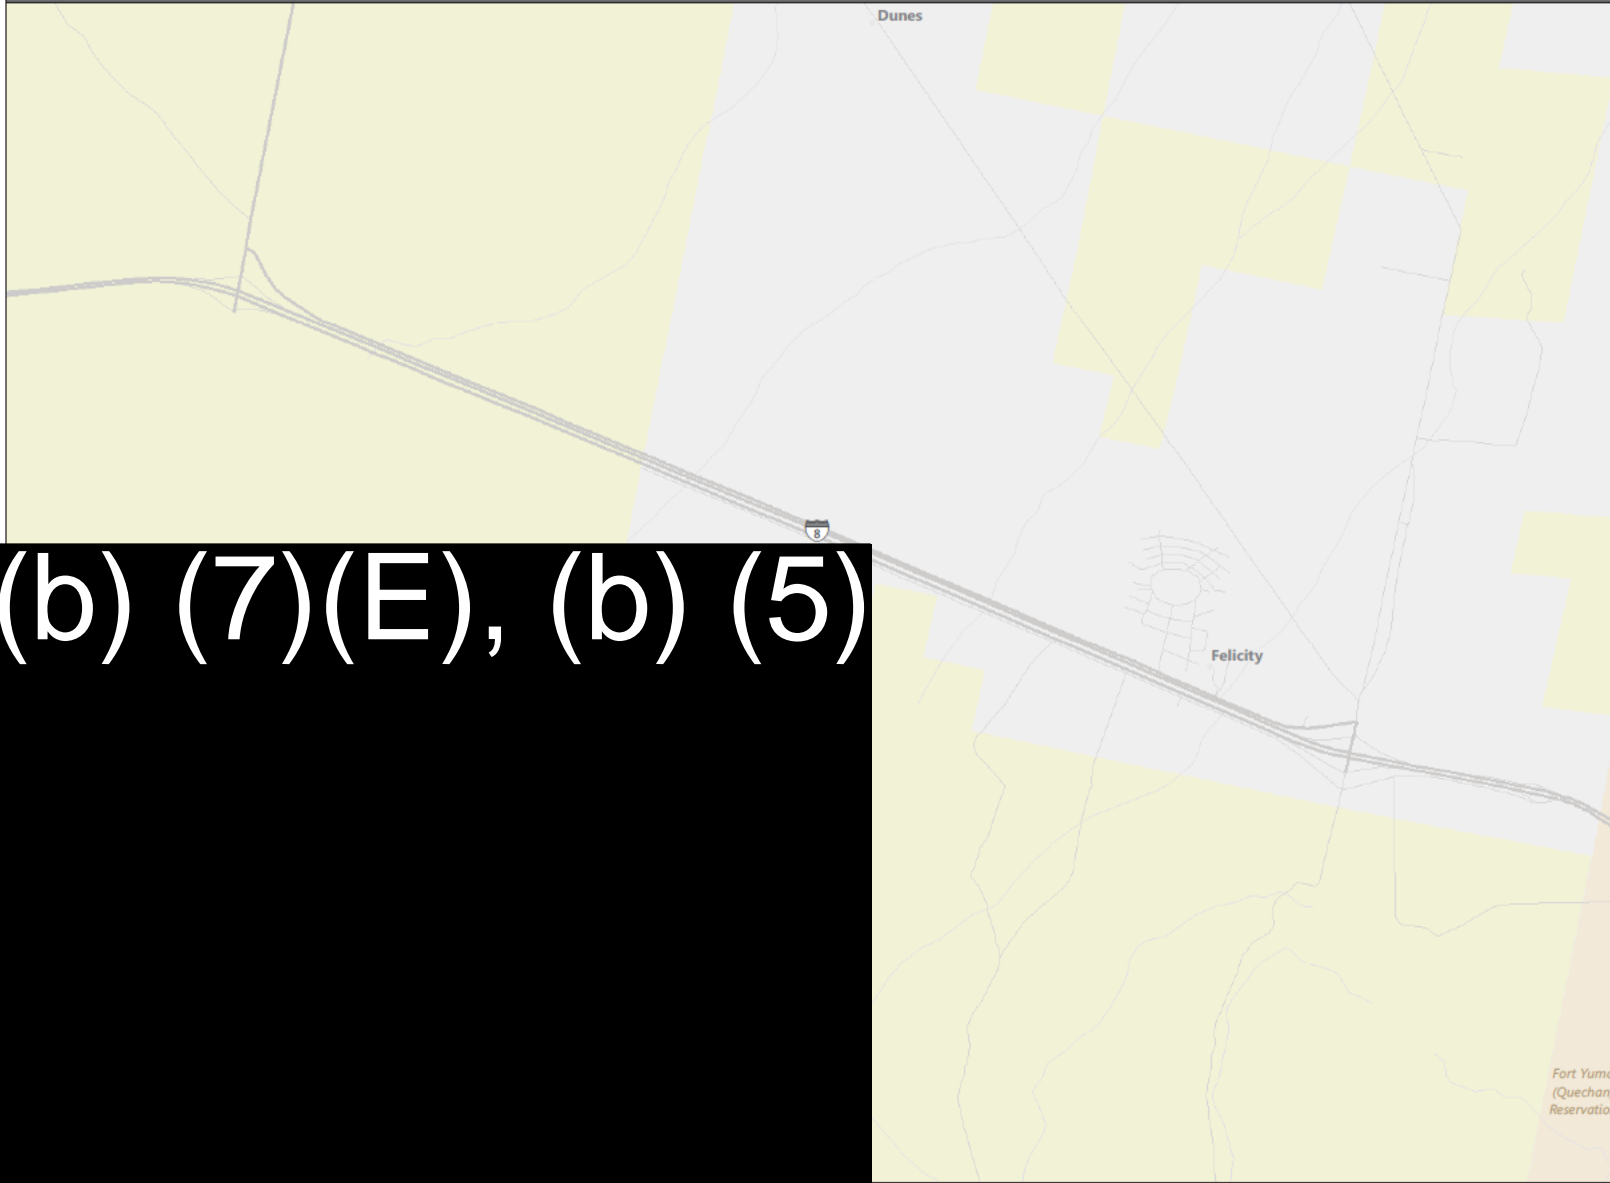 Dunes
8
(b) (7)(E), (b) (5)
Felicity
Fort Yuma
(Quechan
Reservatio